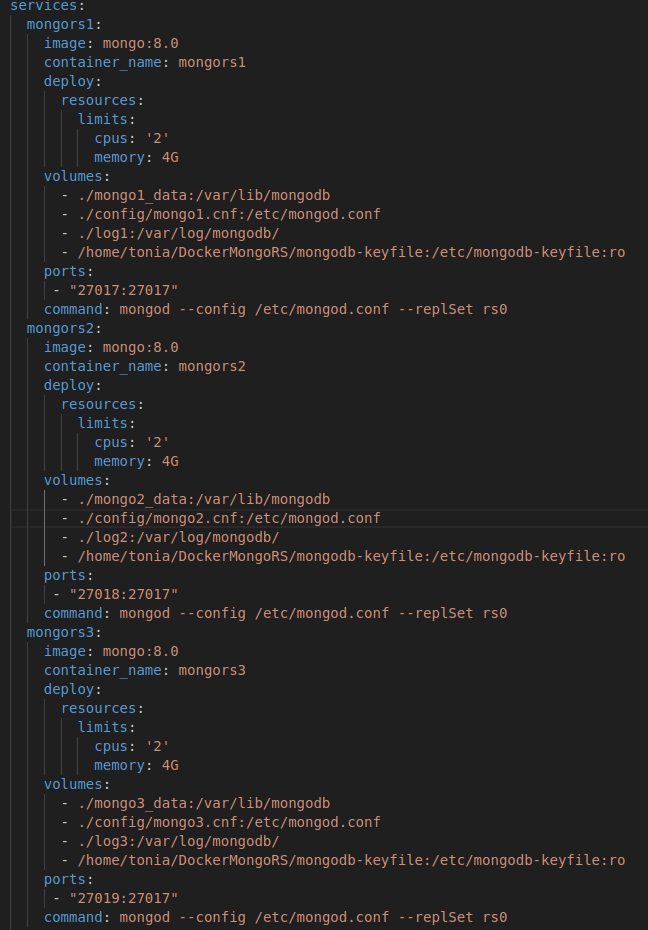 services:
  mongors1:
    image: mongo:8.0
    container_name: mongors1
    deploy:
      resources:
        limits:
          cpus: '2'
          memory: 4G
    volumes:
      - ./mongo1_data:/var/lib/mongodb
      - ./config/mongo1.cnf:/etc/mongod.conf
      - ./log1:/var/log/mongodb/
      - /home/tonia/DockerMongoRS/mongodb-keyfile:/etc/mongodb-keyfile:ro
    ports:
     - "27017:27017"
    command: mongod --config /etc/mongod.conf --replSet rs0
  mongors2:
    image: mongo:8.0
    container_name: mongors2
    deploy:
      resources:
        limits:
          cpus: '2'
          memory: 4G
    volumes:
      - ./mongo2_data:/var/lib/mongodb
      - ./config/mongo2.cnf:/etc/mongod.conf
      - ./log2:/var/log/mongodb/
      - /home/tonia/DockerMongoRS/mongodb-keyfile:/etc/mongodb-keyfile:ro
    ports:
     - "27018:27017"
    command: mongod --config /etc/mongod.conf --replSet rs0
  mongors3:
    image: mongo:8.0
    container_name: mongors3
    deploy:
      resources:
        limits:
          cpus: '2'
          memory: 4G
    volumes:
      - ./mongo3_data:/var/lib/mongodb
      - ./config/mongo3.cnf:/etc/mongod.conf
      - ./log3:/var/log/mongodb/
      - /home/tonia/DockerMongoRS/mongodb-keyfile:/etc/mongodb-keyfile:ro
    ports:
     - "27019:27017"
    command: mongod --config /etc/mongod.conf --replSet rs0